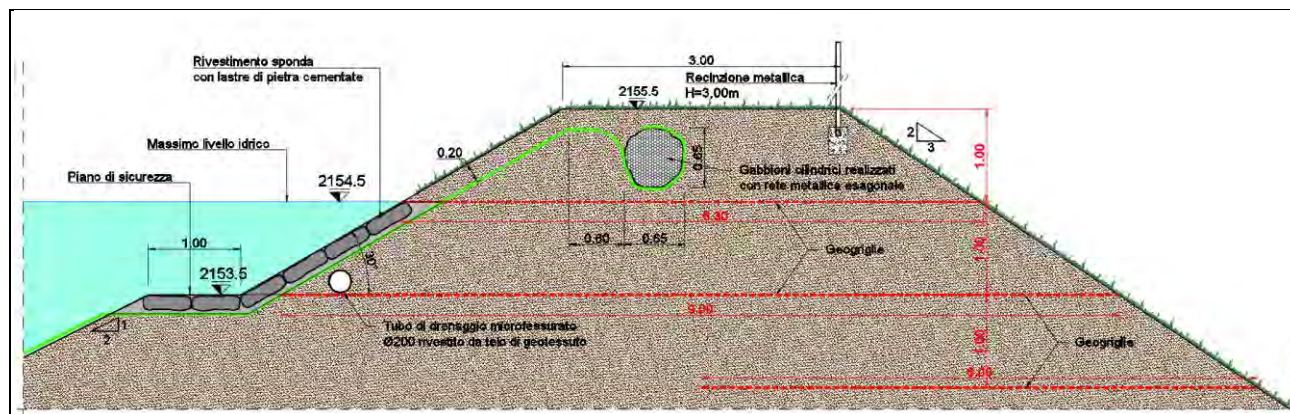 Rivestimento sponda
con lastre di pietra cementate
3.00
Recinzione metallica
H=3,00m
2155.5
2
3
Massimo livello idrico
0.20
0.65
1.00
Gabbioni cilindrici realizzati
con rete metallica esagonale
Piano di sicurezza
2154.5
6.30
1.00
0.60
0.65
Geogriglie
1.00
2153.5
30°
9.00
1
2
Tubo di drenaggio microfessurato
Ø200 rivestito da telo di geotessuto
Geogriglie
1.00
6.00